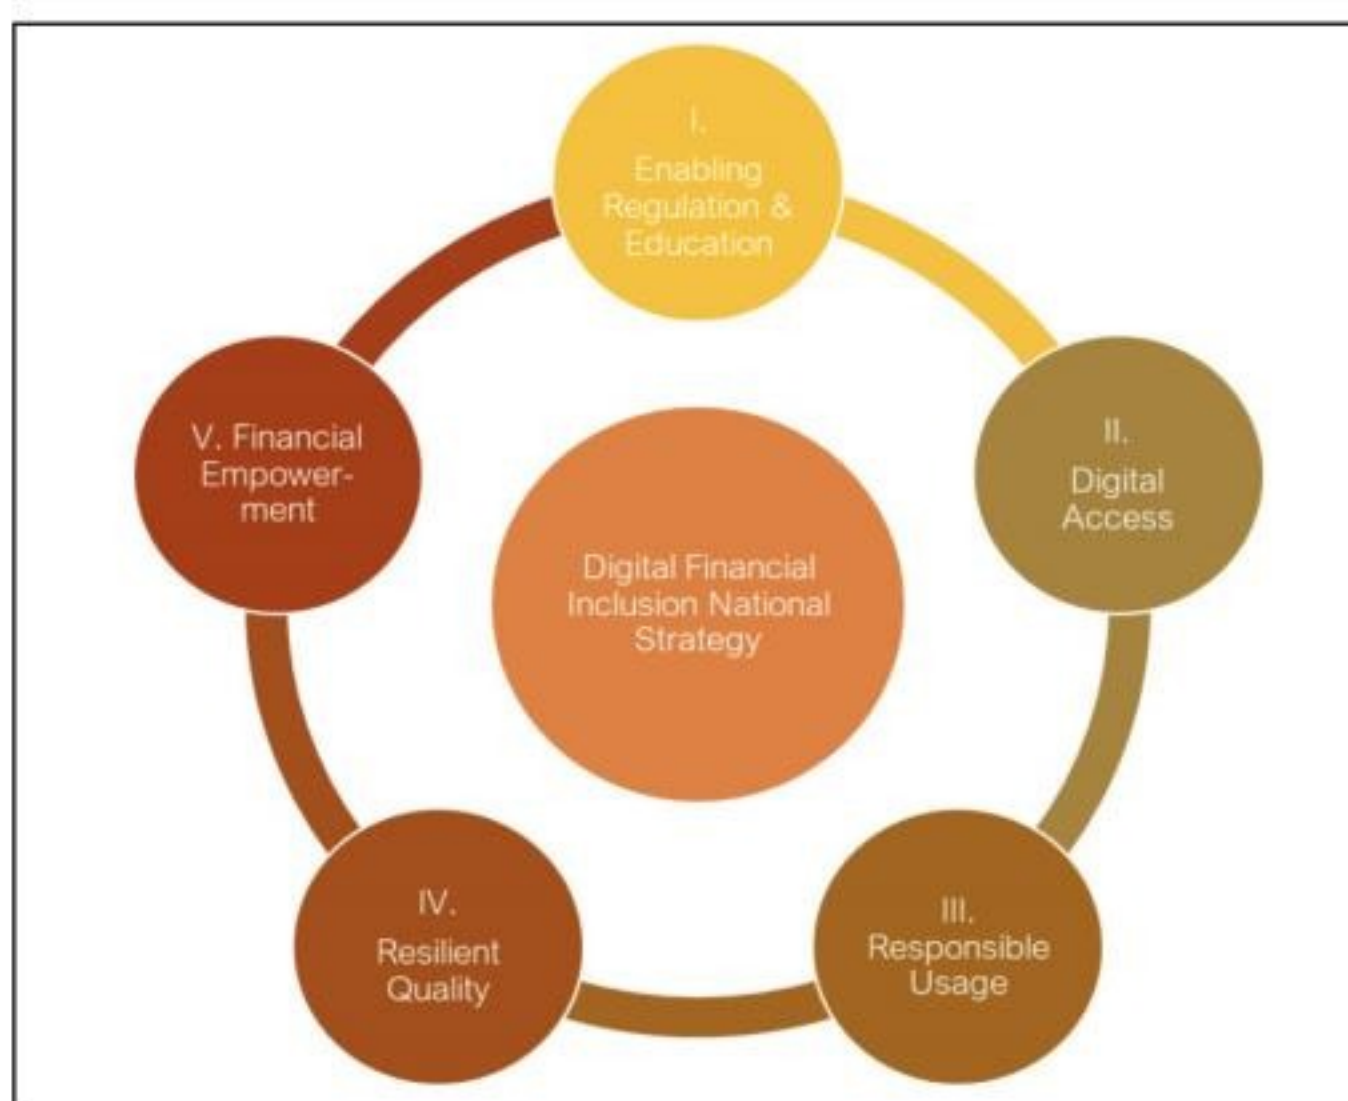 I.
Enabling
Regulation &
Education
II.
Digital
Access
III.
Responsible
Usage
IV.
Resilient
Quality
V. Financial
Empower-
ment
Digital Financial
Inclusion National
Strategy